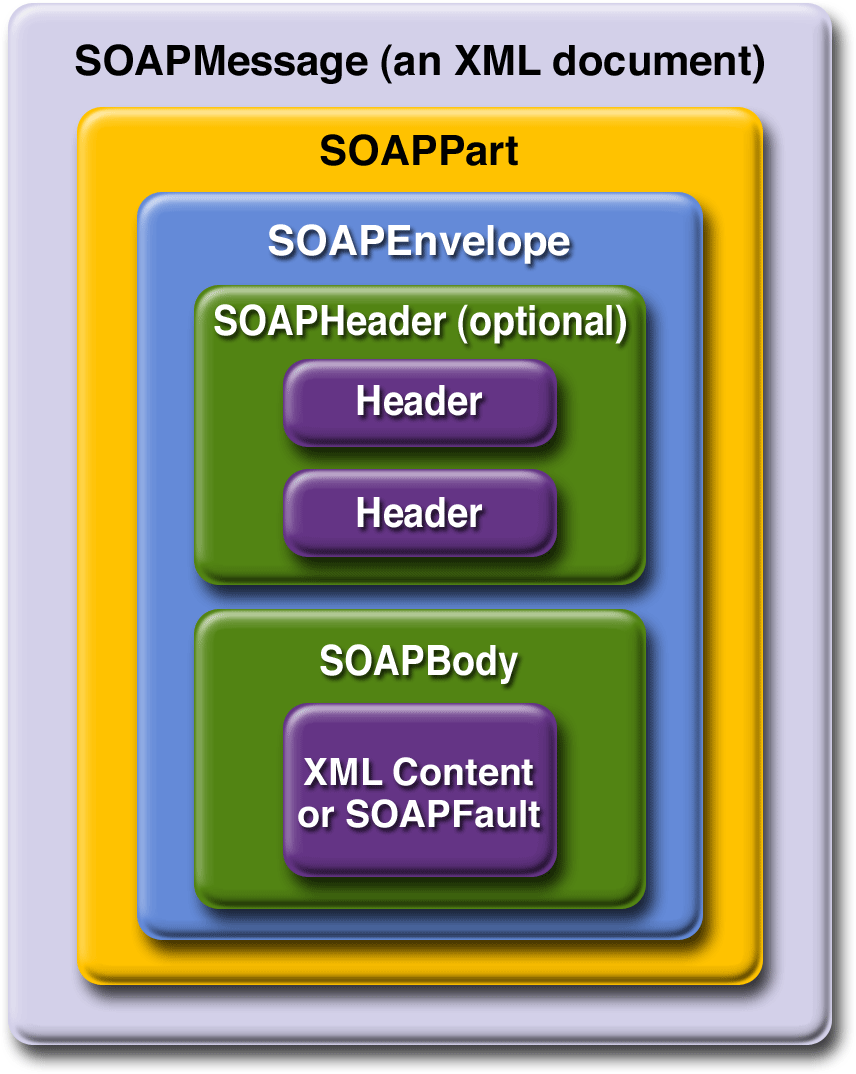 SOAPMessage (an XML document)
SOAPPart
SOAPEnvelope
SOAPHeader (optional)
Header
Header
SOAPBody
XML Content
or SOAPFault